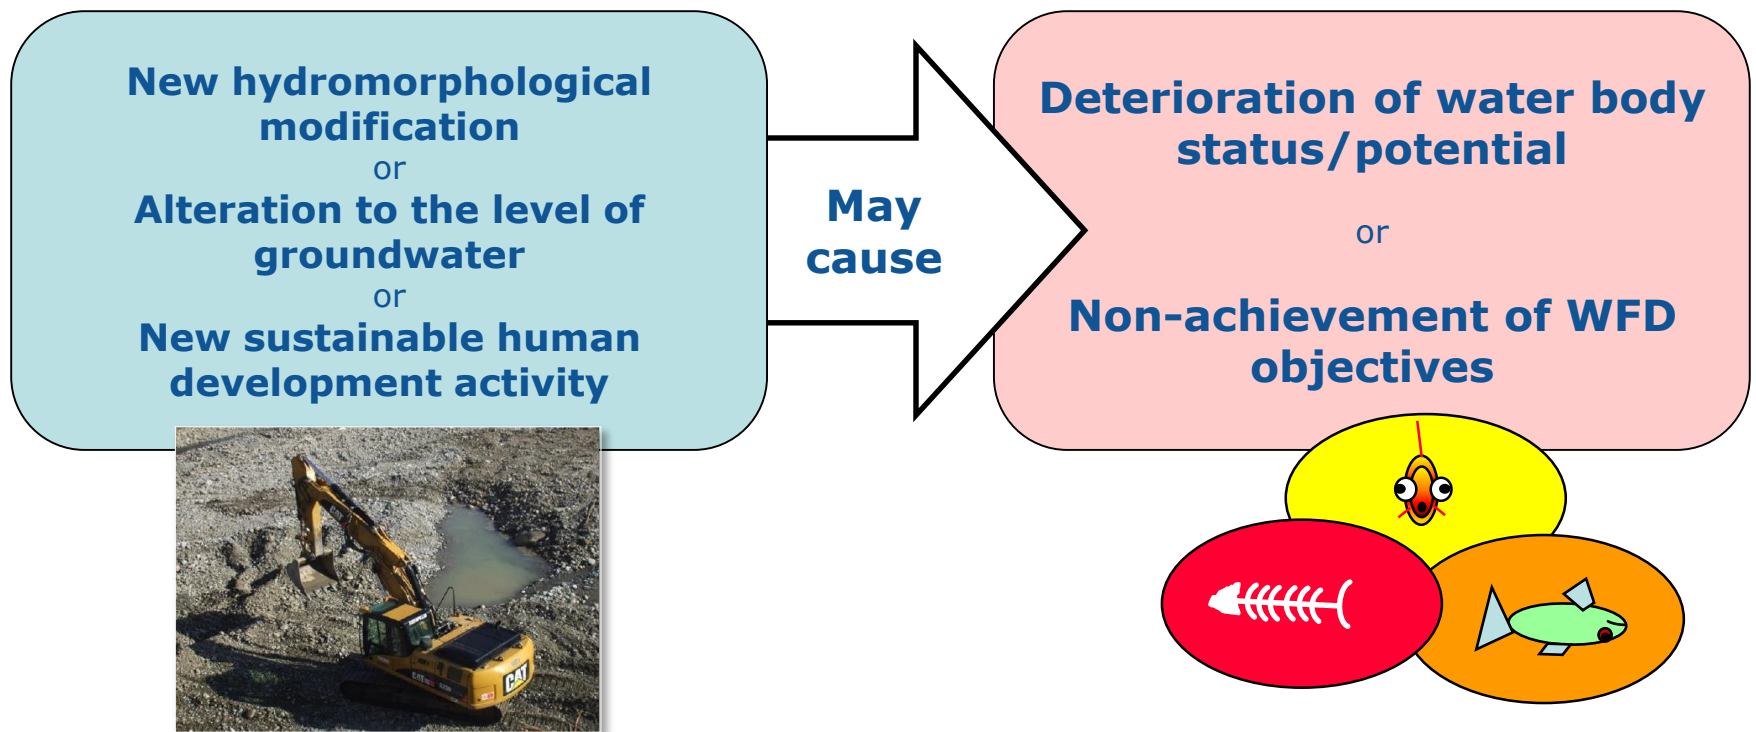 New hydromorphological
modification
or
Alteration to the level of
groundwater
or
New sustainable human
development activity
May
cause
Deterioration of water body
status/potential
or
Non-achievement of WFD
objectives
CAT
CAT